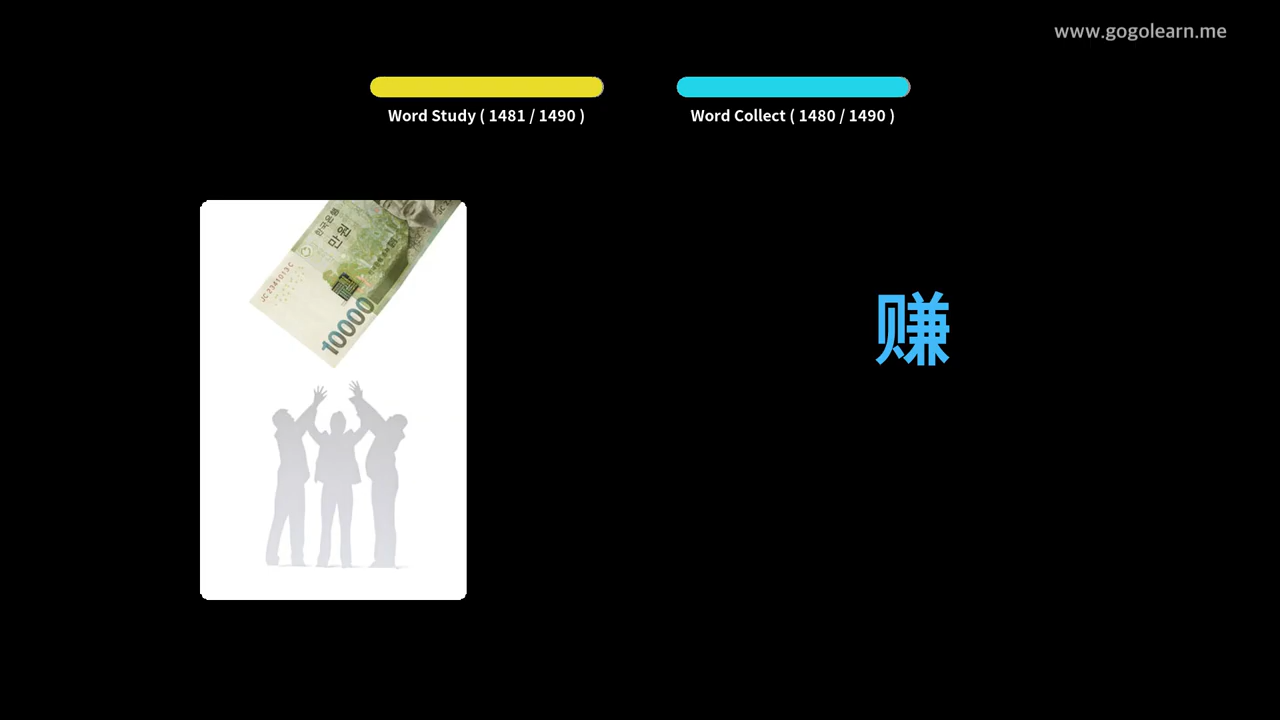 www.gogolearn.me
Word Study ( 1481 / 1490 )
Word Collect ( 1480 / 1490 )
한국은행
만원
10000
赚